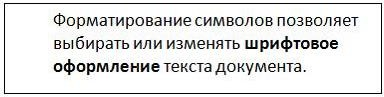 Форматирование символов позволяет
выбирать или изменять шрифтовое
оформление текста документа.